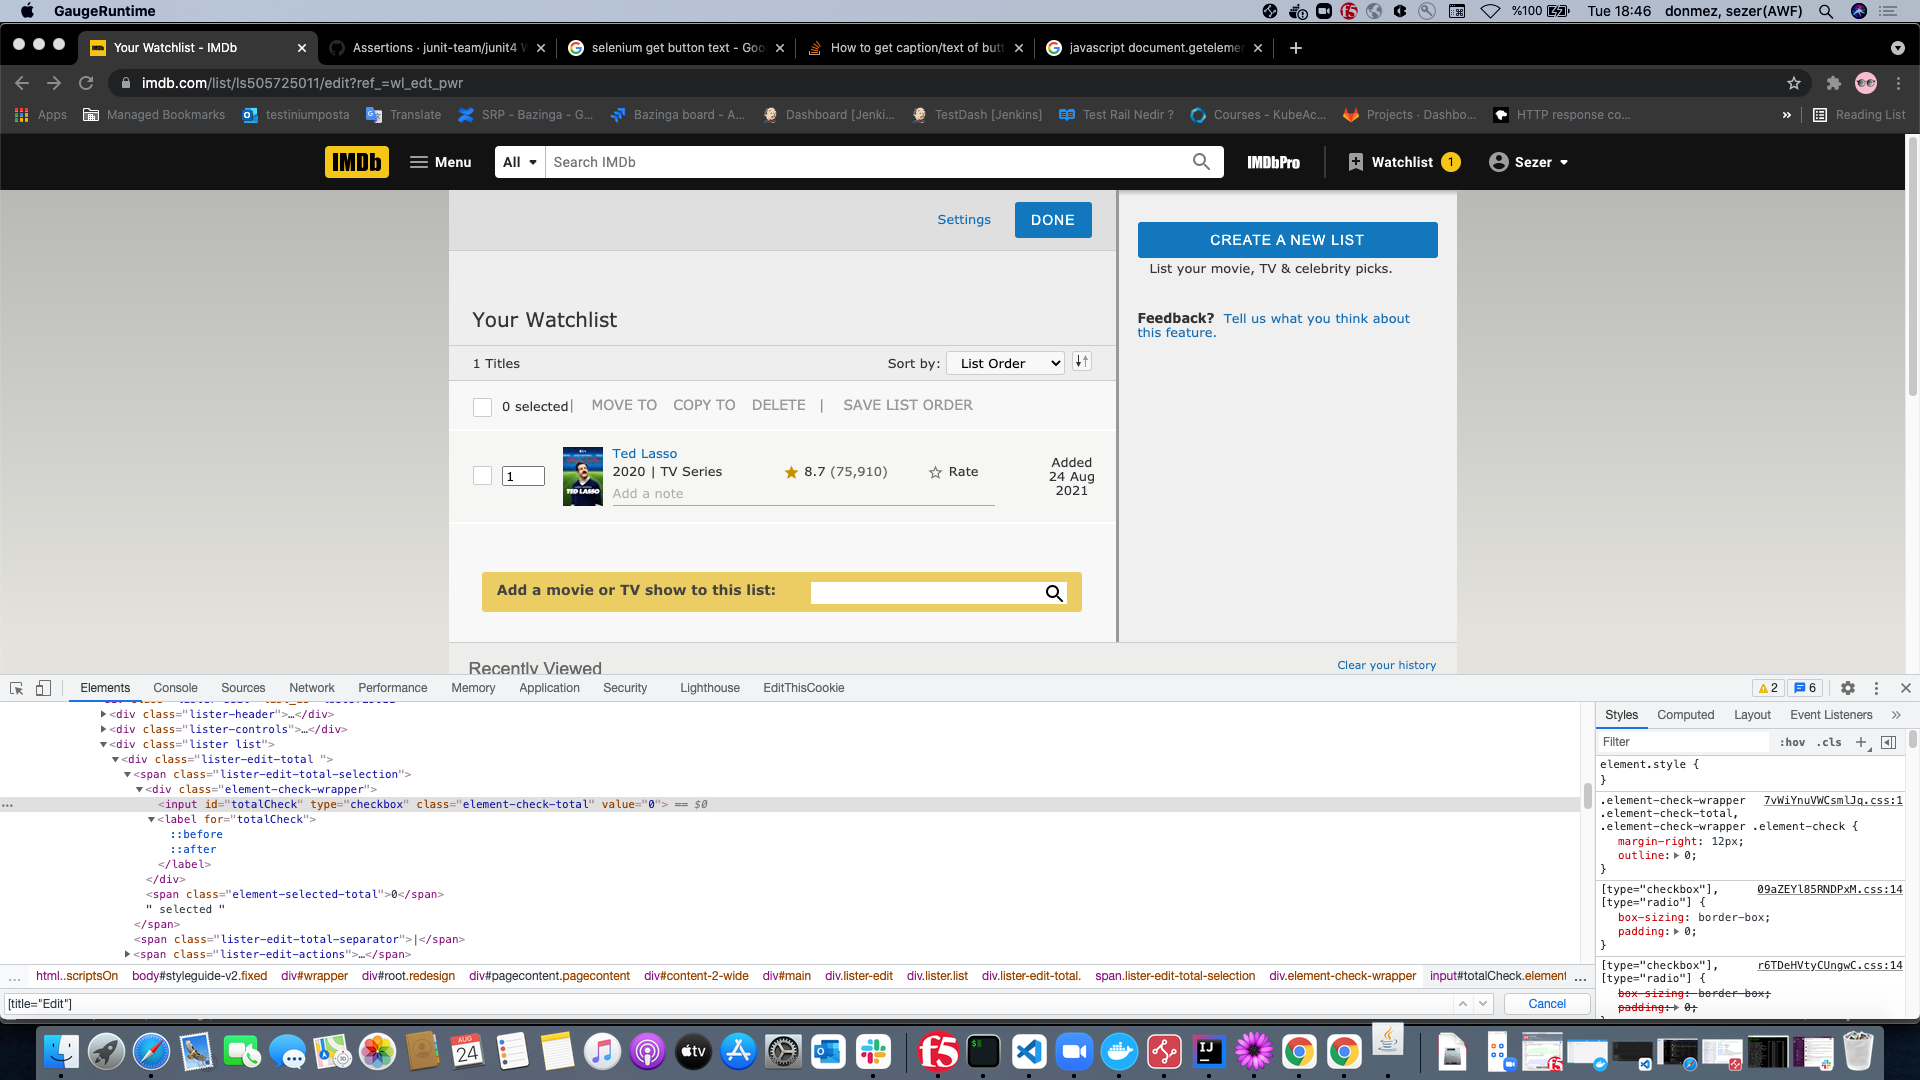 GaugeRuntime
%100
Tue 18:46
donmez, sezer(AWF)
Your Watchlist - IMDb
Assertions · junit-team/junit4 W
selenium get button text - Goo
How to get caption/text of butt
javascript document.getelemen
imdb.com/list/ls505725011/edit?ref_=wl_edt_pwr
Apps
Managed Bookmarks
testiniumposta
Translate
SRP - Bazinga - G...
Bazinga board - A...
Dashboard [Jenki...
TestDash [Jenkins]
Test Rail Nedir ?
Courses - KubeAc...
Projects · Dashbo...
HTTP response co...
»
Reading List
IMDb
Menu
All
Search IMDb
IMDbPro
Watchlist 1
Sezer
Settings
DONE
CREATE A NEW LIST
List your movie, TV & celebrity picks.
Feedback? Tell us what you think about
this feature.
Your Watchlist
1 Titles
Sort by:
List Order
0 selected|
MOVE TO
COPY TO
DELETE
|
SAVE LIST ORDER
1
TED LASSO
Ted Lasso
2020 | TV Series
8.7 (75,910)
Rate
Added
24 Aug
2021
Add a note
Add a movie or TV show to this list:
Recently Viewed
Clear your history
Elements
Console
Sources
Network
Performance
Memory
Application
Security
Lighthouse
EditThisCookie
2
6
<div class="lister-header">…</div>
<div class="lister-controls">…</div>
<div class="lister list">
<div class="lister-edit-total ">
<span class="lister-edit-total-selection">
<div class="element-check-wrapper">
<input id="totalCheck" type="checkbox" class="element-check-total" value="0"> == $0
<label for="totalCheck">
::before
::after
</label>
</div>
<span class="element-selected-total">0</span>
" selected "
</span>
<span class="lister-edit-total-separator">|</span>
<span class="lister-edit-actions">…</span>
...
html..scriptsOn
body#styleguide-v2.fixed
div#wrapper
div#root.redesign
div#pagecontent.pagecontent
div#content-2-wide
div#main
div.lister-edit
div.lister.list
div.lister-edit-total.
span.lister-edit-total-selection
div.element-check-wrapper
input#totalCheck.element
...
[title="Edit"]
Cancel
Styles
Computed
Layout
Event Listeners
»
Filter
:hov
.cls
+
element.style {
}
.element-check-wrapper 7vWiYnuVWCsmlJq.css:1
.element-check-total,
.element-check-wrapper .element-check {
margin-right: 12px;
outline: 0;
}
[type="checkbox"], 09aZEYl85RNDPxM.css:14
[type="radio"] {
box-sizing: border-box;
padding: 0;
}
[type="checkbox"], r6TDeHVtyCUngwC.css:14
[type="radio"] {
box-sizing: border-box;
padding: 0;
AUG
24
30
tv
f5
$
IJ